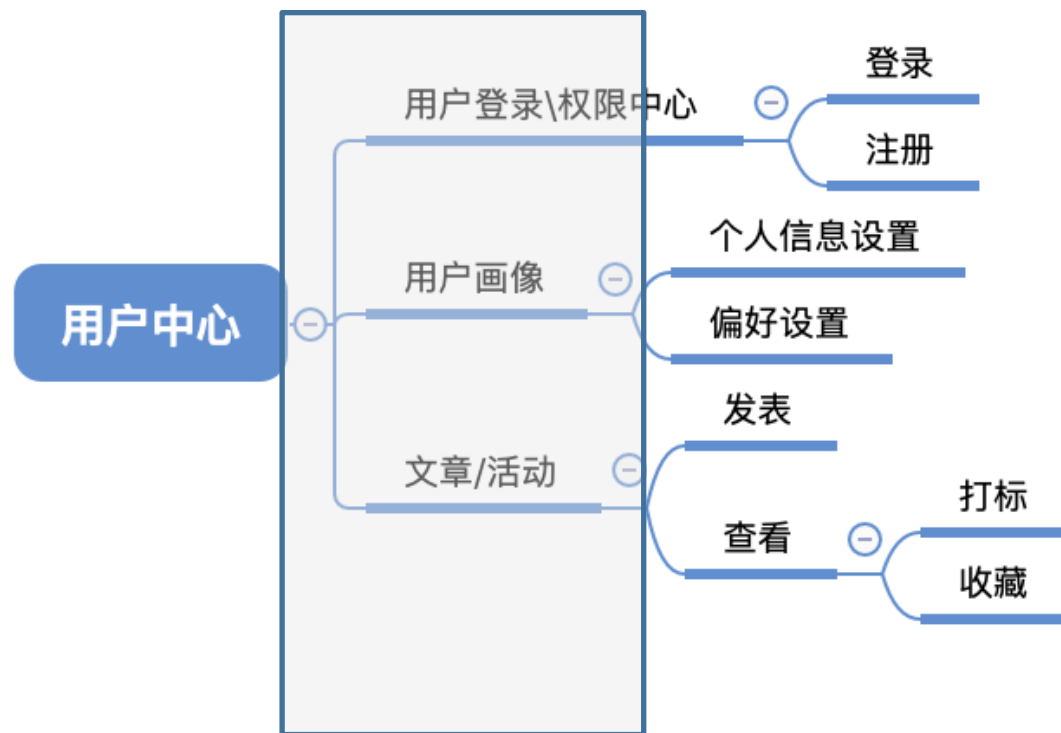 用户中心
用户登录\权限中心
登录
注册
用户画像
个人信息设置
偏好设置
文章/活动
发表
查看
打标
收藏